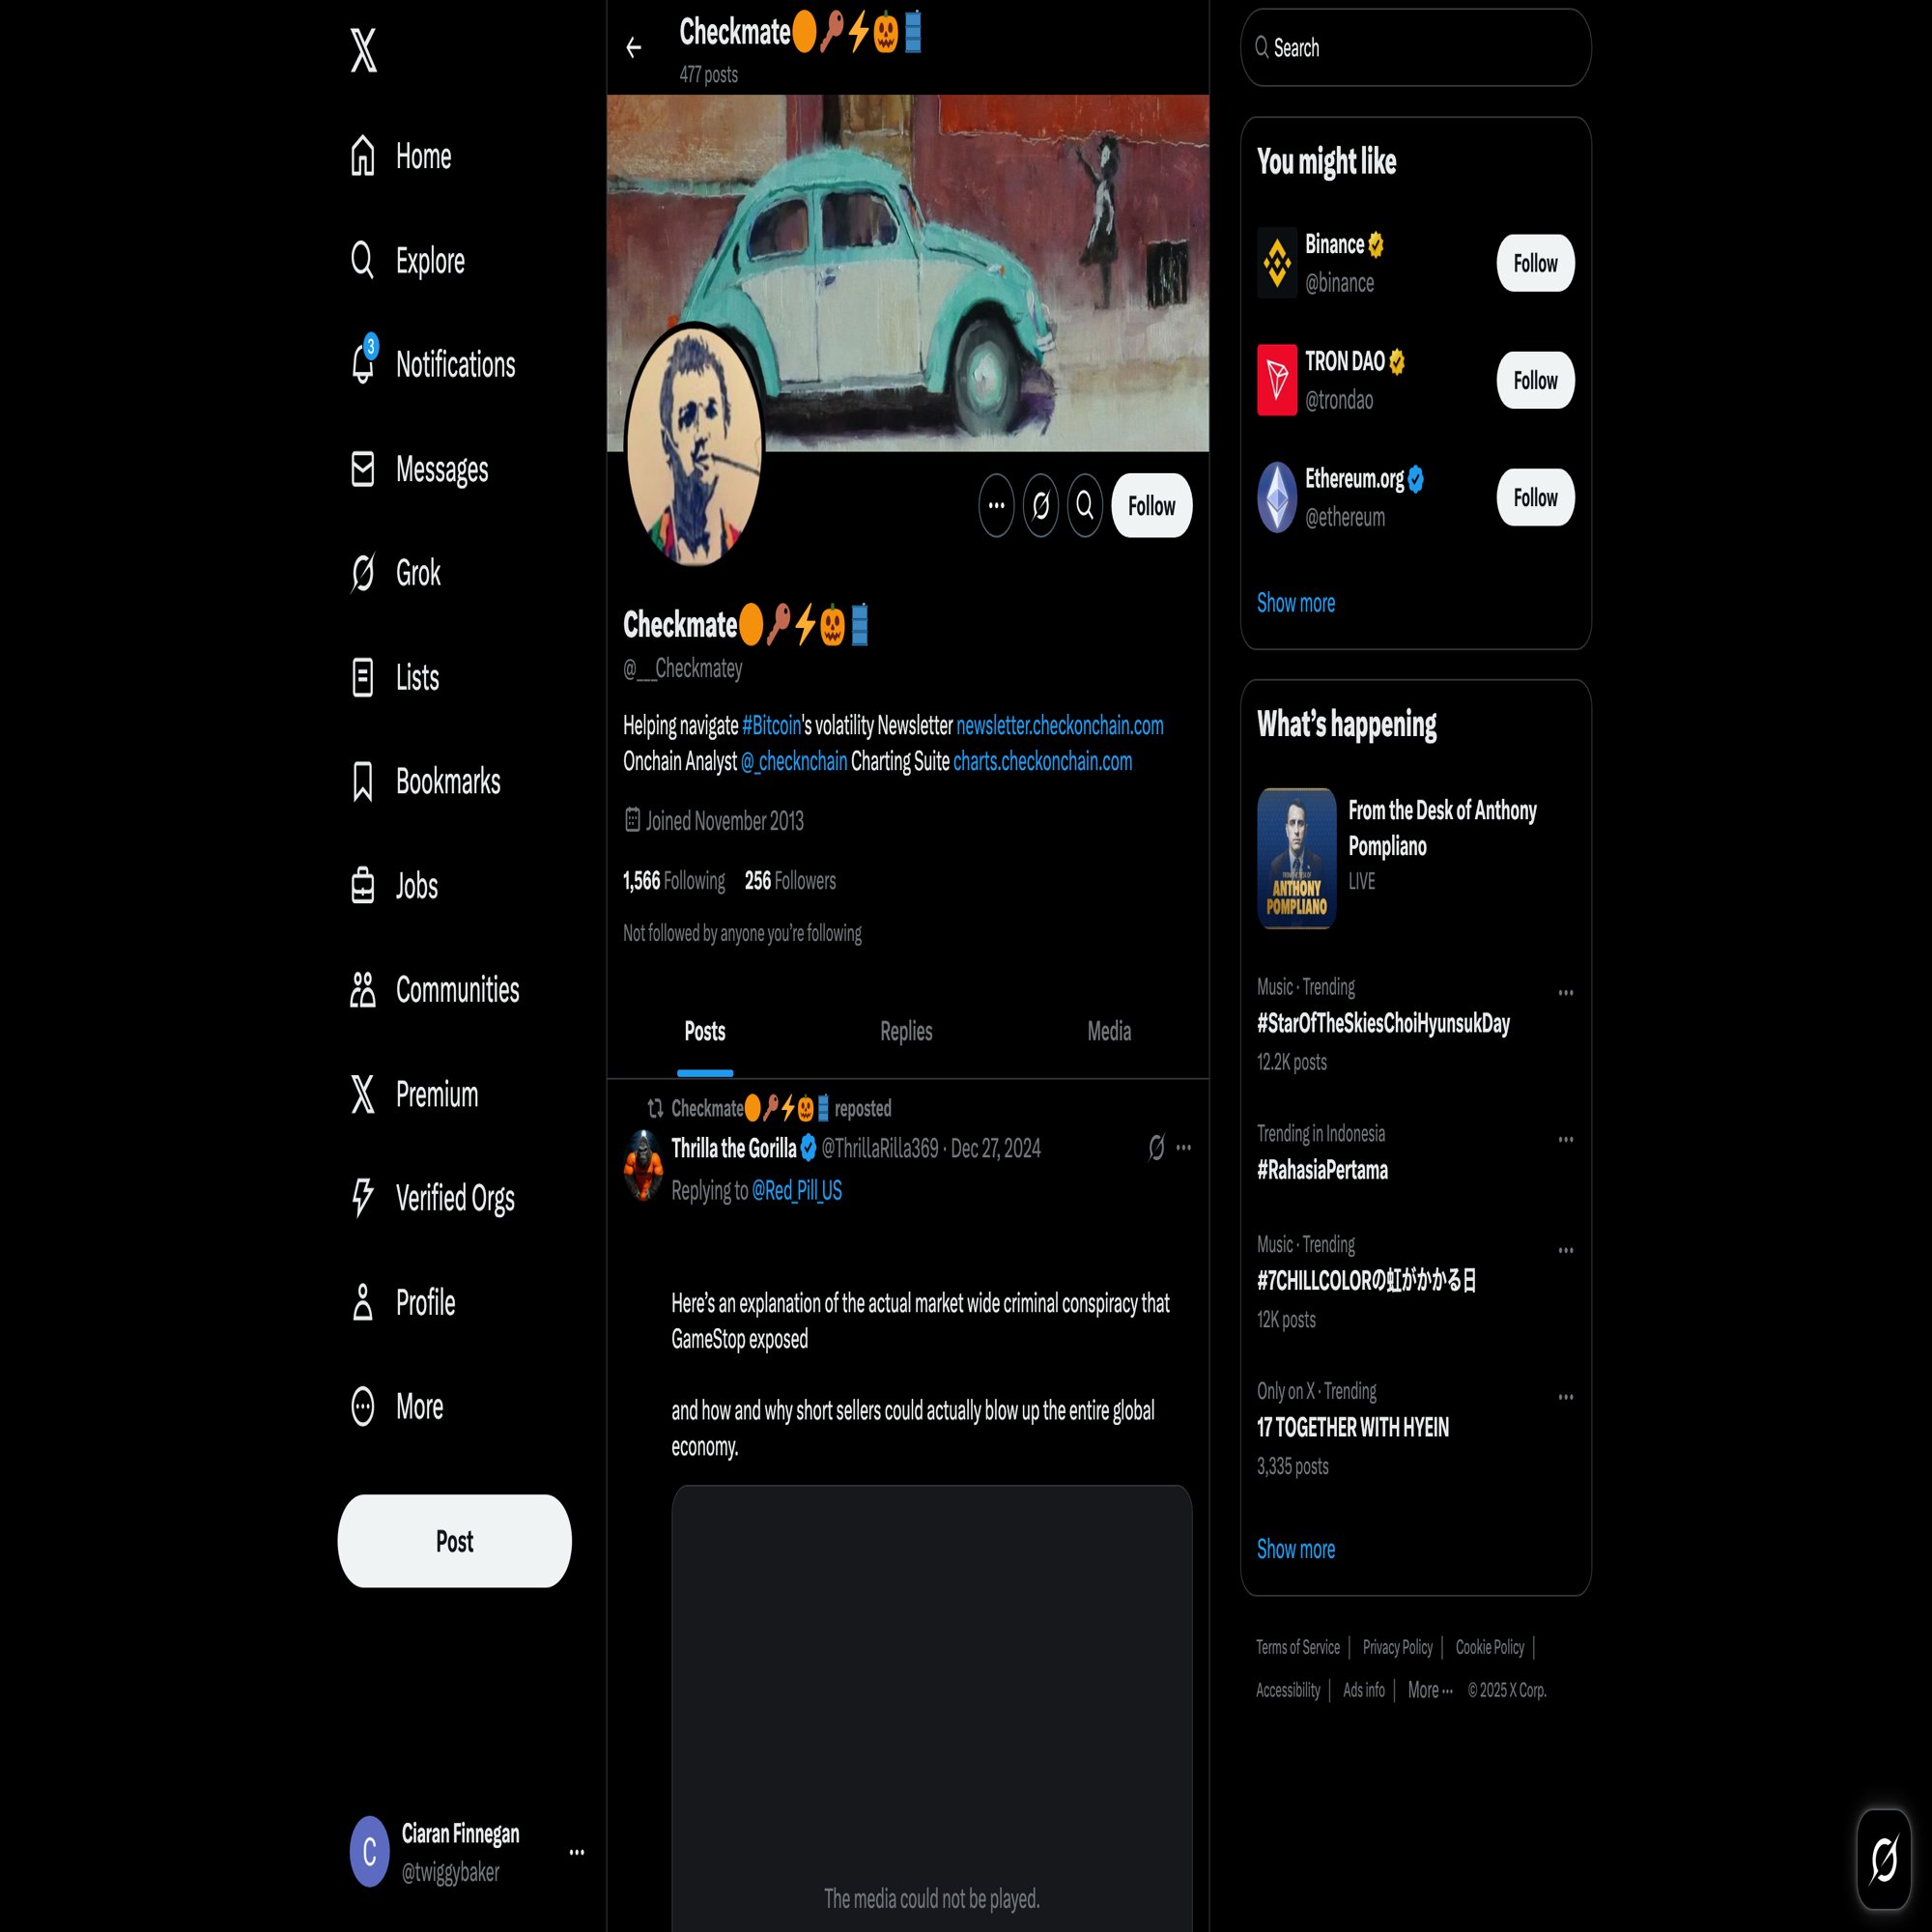 Home
Explore
3
Notifications
Messages
Grok
Lists
Bookmarks
Jobs
Communities
Premium
Verified Orgs
Profile
More
Post
C
Ciaran Finnegan
@twiggybaker
Checkmate🟠🔑⚡🎃🛢️
477 posts
Follow
Checkmate🟠🔑⚡🎃🛢️
@___Checkmatey
Helping navigate #Bitcoin's volatility Newsletter newsletter.checkonchain.com
Onchain Analyst @_checknchain Charting Suite charts.checkonchain.com
Joined November 2013
1,566 Following 256 Followers
Not followed by anyone you’re following
Posts Replies Media
Checkmate🟠🔑⚡🎃🛢️ reposted
Thrilla the Gorilla @ThrillaRilla369 · Dec 27, 2024
Replying to @Red_Pill_US
Here’s an explanation of the actual market wide criminal conspiracy that
GameStop exposed
and how and why short sellers could actually blow up the entire global
economy.
The media could not be played.
Search
You might like
Binance
@binance
Follow
TRON DAO
@trondao
Follow
Ethereum.org
@ethereum
Follow
Show more
What’s happening
FROM THE DESK OF
ANTHONY
POMPLIANO
From the Desk of Anthony
Pompliano
LIVE
Music · Trending
#StarOfTheSkiesChoiHyunsukDay
12.2K posts
Trending in Indonesia
#RahasiaPertama
Music · Trending
#7CHILLCOLORの虹がかかる日
12K posts
Only on X · Trending
17 TOGETHER WITH HYEIN
3,335 posts
Show more
Terms of Service | Privacy Policy | Cookie Policy |
Accessibility | Ads info | More ··· © 2025 X Corp.